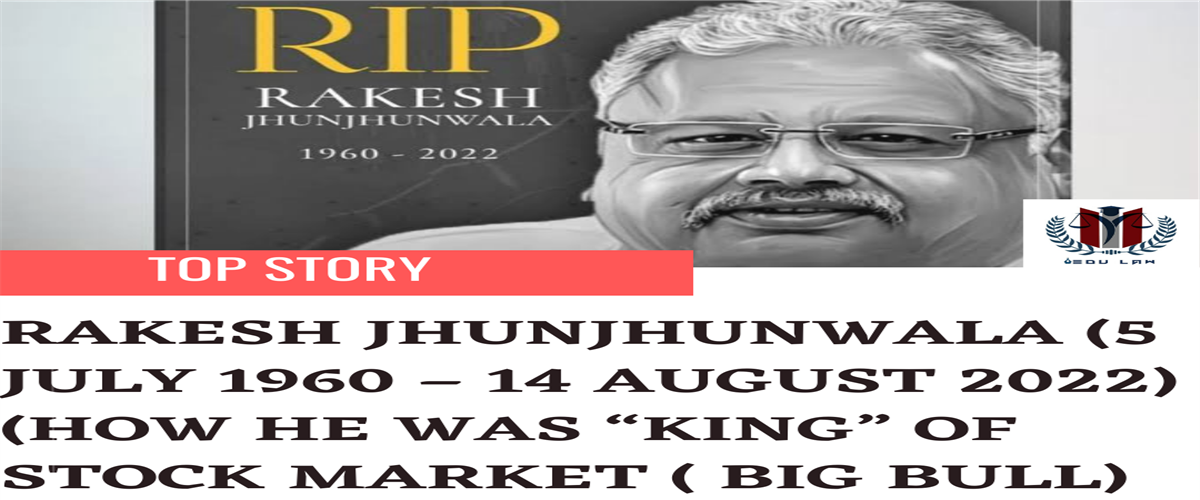 RIP
RAKESH
JHUNJHUNWALA
1960 - 2022
TOP STORY
RAKESH JHUNJHUNWALA (5
JULY 1960 – 14 AUGUST 2022)
(HOW HE WAS “KING” OF
STOCK MARKET ( BIG BULL)